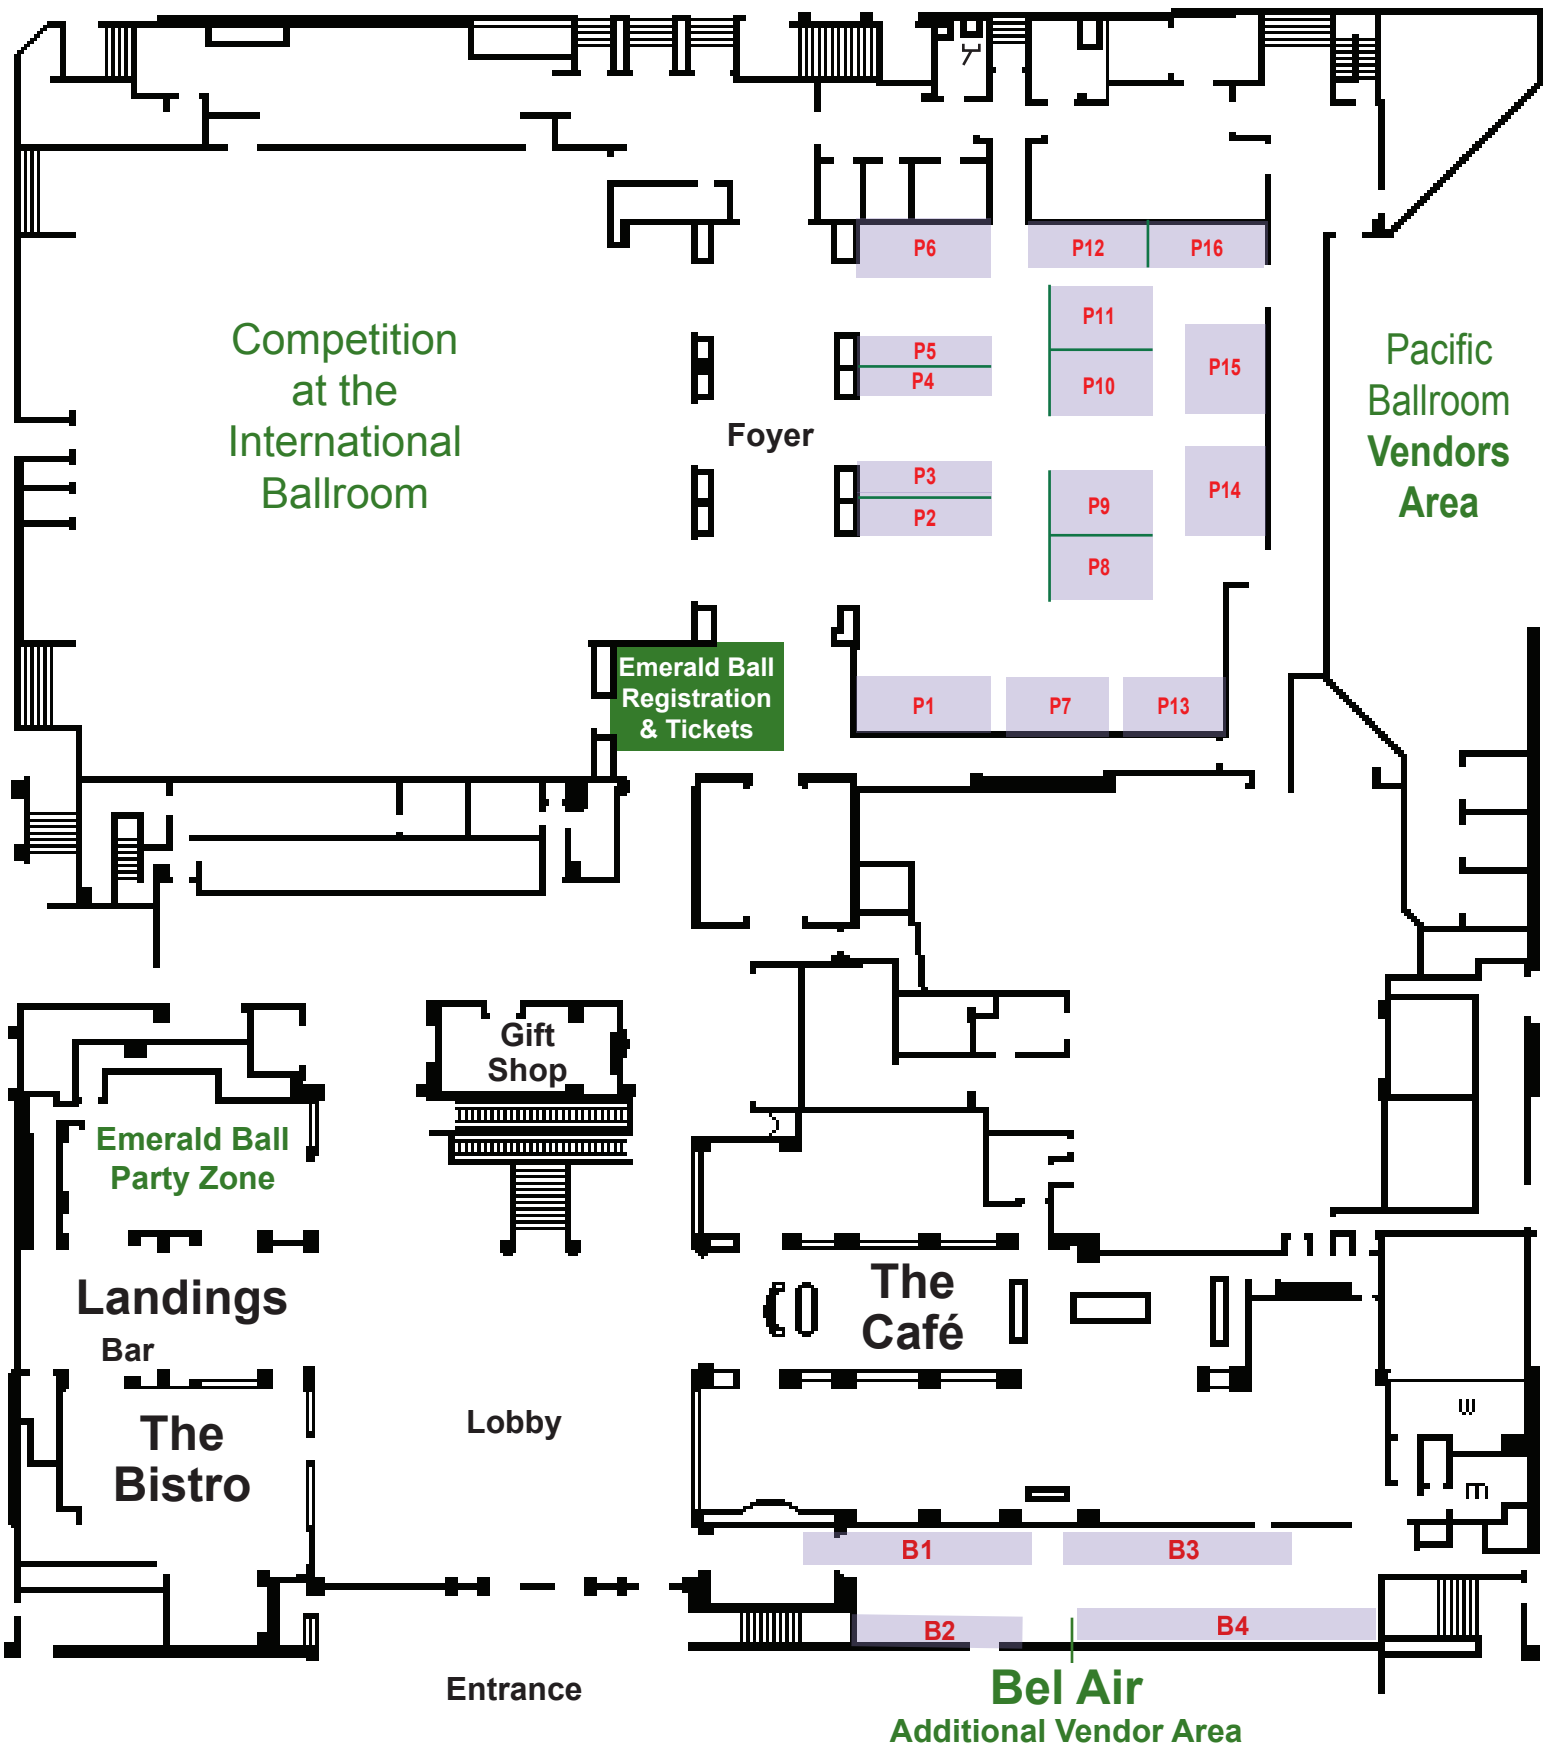 P6
P12
P16
P11
P5
P4
P10
P15
Competition
at the
International
Ballroom
Foyer
Pacific
Ballroom
Vendors
Area
P3
P2
P9
P8
P14
Emerald Ball
Registration
& Tickets
P1
P7
P13
Gift
Shop
Emerald Ball
Party Zone
Landings
Bar
The
Café
The
Bistro
Lobby
W
m
B1
B3
B2
B4
Entrance
Bel Air
Additional Vendor Area